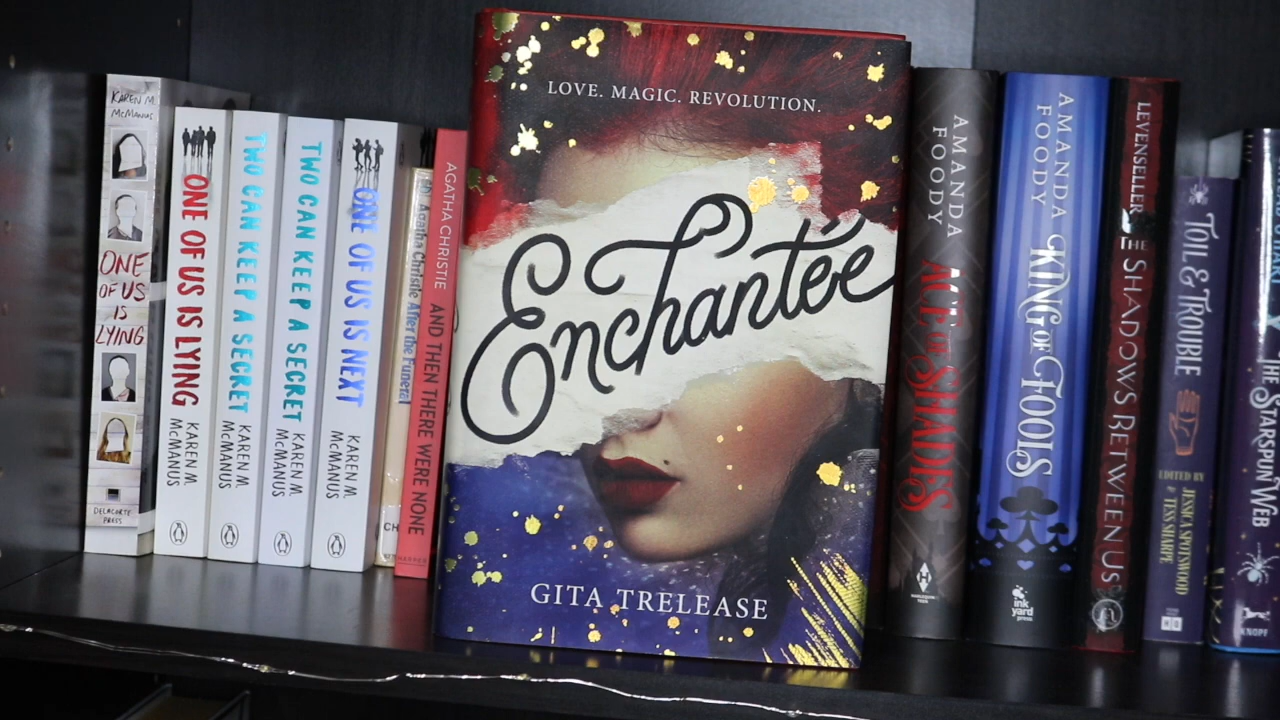 KAREN M.
McMANUS
ONE
OF US
IS
LYING
DELACORTE
PRESS
ONE OF US IS LYING
KAREN M.
McMANUS
TWO CAN KEEP A SECRET
KAREN M.
McMANUS
TWO CAN KEEP A SECRET
KAREN M.
McMANUS
ONE OF US IS NEXT
KAREN M.
McMANUS
Agatha Christie After the Funeral
CH
AGATHA CHRISTIE AND THEN THERE WERE NONE
HARPER
LOVE. MAGIC. REVOLUTION.
Enchantée
GITA TRELEASE
AMANDA
FOODY
ACE OF SHADES
H
AMANDA
FOODY
KING OF FOOLS
ink
yard
press
LEVENSELLER
THE SHADOWS BETWEEN US
TOIL & TROUBLE
EDITED BY
JESSICA SPOTSWOOD
& TESS SHARPE
THE STARSPUN WEB
KNOPF